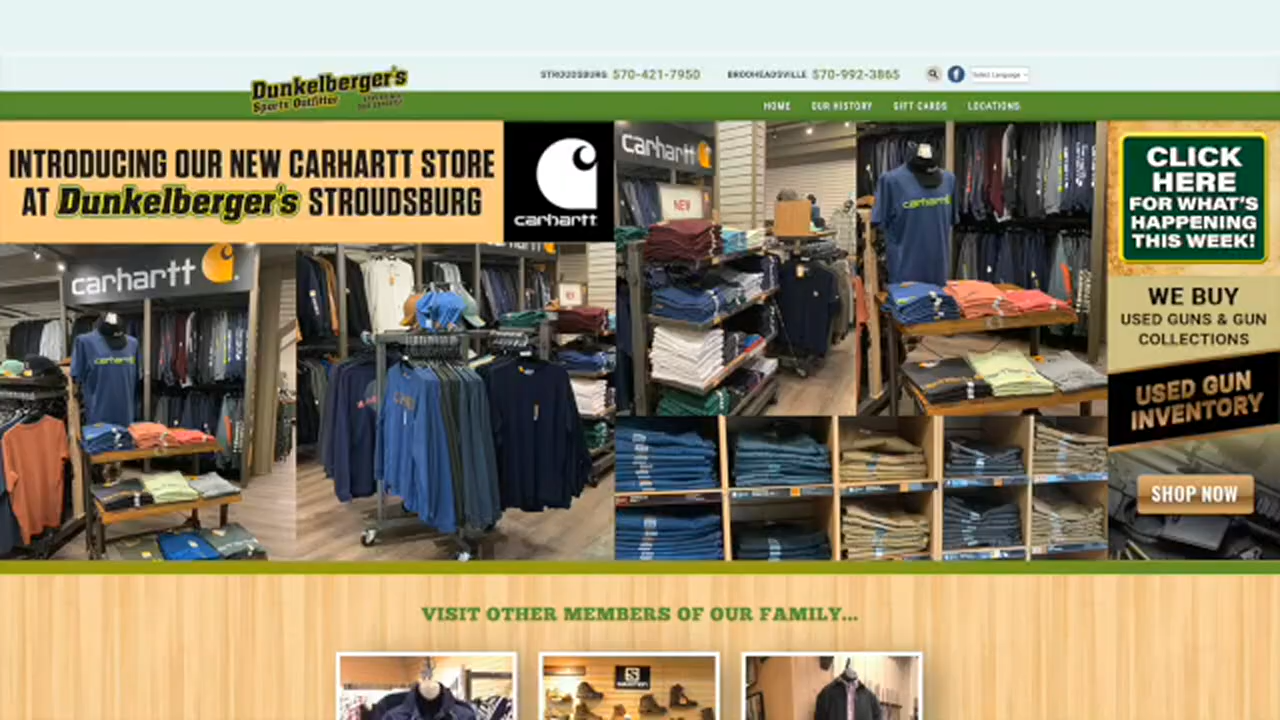 Dunkelberger's
Sports Outfitter
STROUDSBURG 570-421-7950
BRODHEADSVILLE 570-992-3865
Select Language
HOME
OUR HISTORY
GIFT CARDS
LOCATIONS
INTRODUCING OUR NEW CARHARTT STORE
AT Dunkelberger's STROUDSBURG
carhartt
carhartt
NEW
carhartt
carhartt
CLICK
HERE
FOR WHAT'S
HAPPENING
THIS WEEK!
WE BUY
USED GUNS & GUN
COLLECTIONS
USED GUN
INVENTORY
SHOP NOW
VISIT OTHER MEMBERS OF OUR FAMILY...